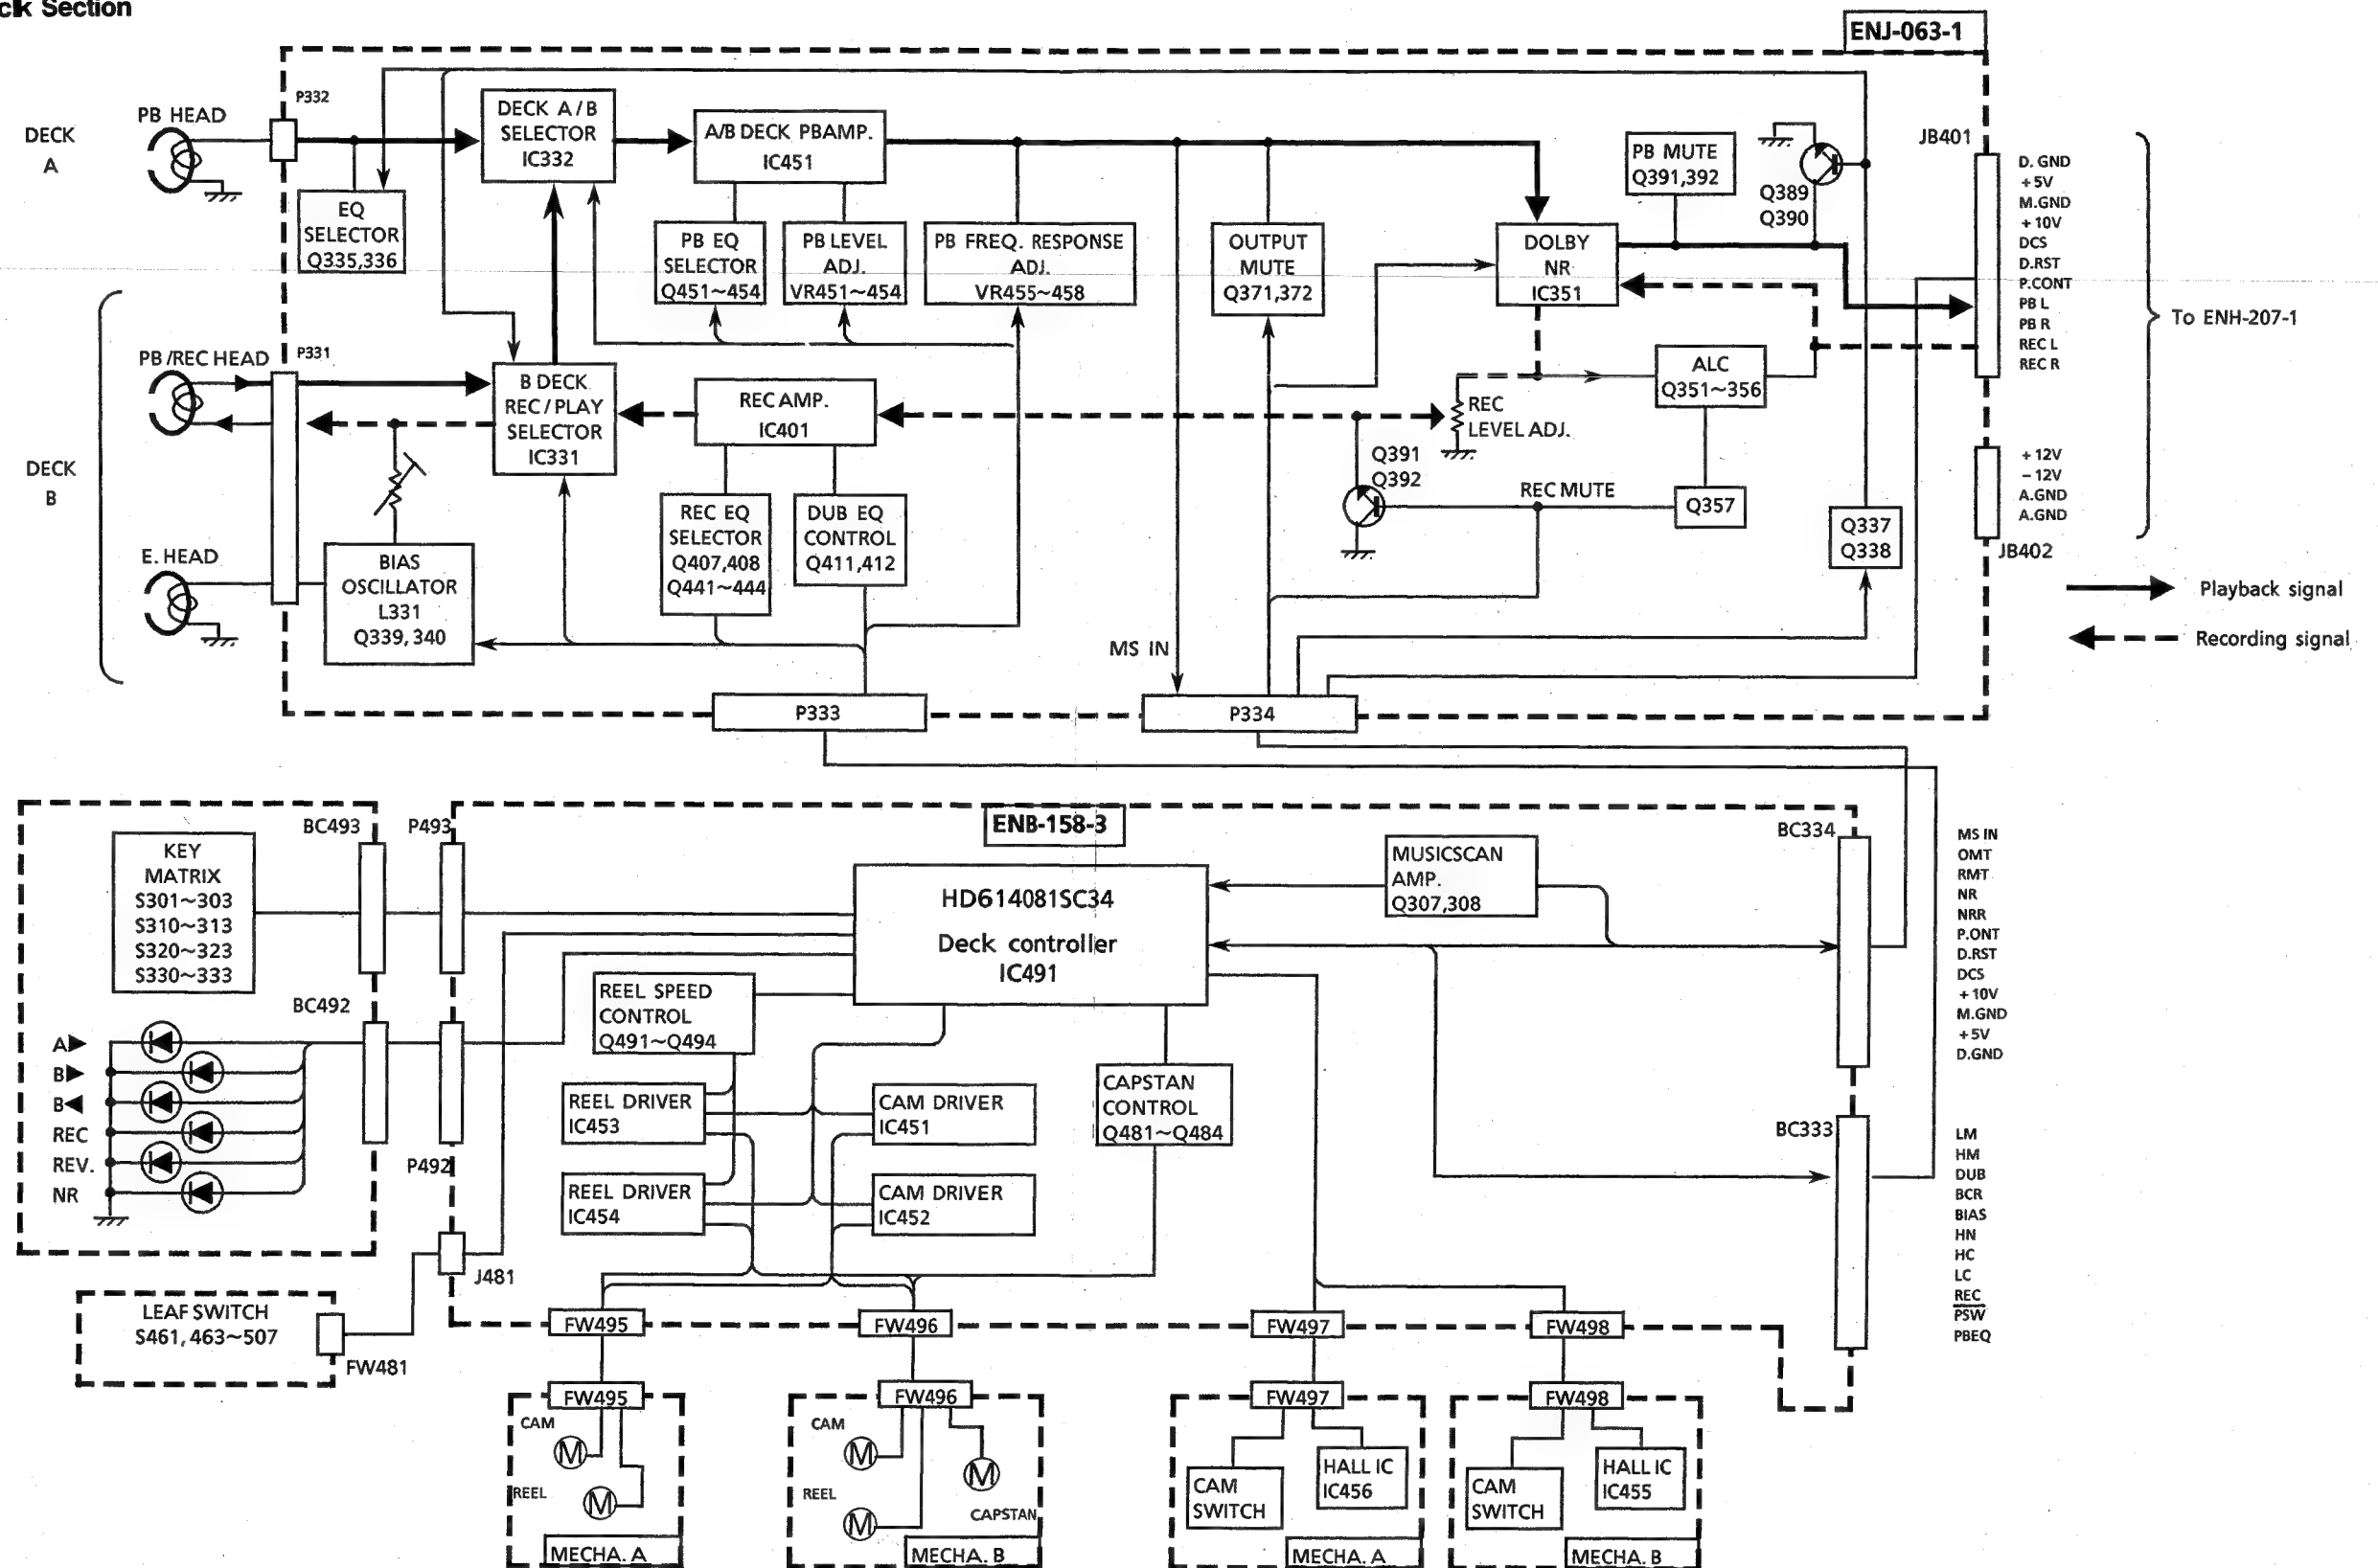 ck Section
ENJ-063-1
DECK
A
PB HEAD
P332
DECK A/B
SELECTOR
IC332
A/B DECK PBAMP.
IC451
EQ
SELECTOR
Q335,336
PB EQ
SELECTOR
Q451~454
PB LEVEL
ADJ.
VR451~454
PB FREQ. RESPONSE
ADJ.
VR455~458
OUTPUT
MUTE
Q371,372
DOLBY
NR
IC351
PB MUTE
Q391,392
Q389
Q390
JB401
D. GND
+5V
M.GND
+10V
DCS
D.RST
P.CONT
PB L
PB R
REC L
REC R
To ENH-207-1
PB/REC HEAD
P331
B DECK
REC/PLAY
SELECTOR
IC331
REC AMP.
IC401
REC
LEVEL ADJ.
ALC
Q351~356
DECK
B
Q391
Q392
REC MUTE
Q357
Q337
Q338
+12V
-12V
A.GND
A.GND
JB402
E. HEAD
BIAS
OSCILLATOR
L331
Q339,340
REC EQ
SELECTOR
Q407,408
Q441~444
DUB EQ
CONTROL
Q411,412
Playback signal
Recording signal
MS IN
P333
P334
KEY
MATRIX
S301~303
S310~313
S320~323
S330~333
BC493
P493
ENB-158-3
HD614081SC34
Deck controller
IC491
MUSICSCAN
AMP.
Q307,308
BC334
MS IN
OMT
RMT
NR
NRR
P.ONT
D.RST
DCS
+10V
M.GND
+5V
D.GND
BC492
REEL SPEED
CONTROL
Q491~Q494
A▶
B▶
B◀
REC
REV.
NR
P492
REEL DRIVER
IC453
CAM DRIVER
IC451
CAPSTAN
CONTROL
Q481~Q484
REEL DRIVER
IC454
CAM DRIVER
IC452
BC333
LM
HM
DUB
BCR
BIAS
HN
HC
LC
REC
PSW
PBEQ
J481
LEAF SWITCH
S461, 463~507
FW481
FW495
FW496
FW497
FW498
FW495
FW496
FW497
FW498
CAM
M
REEL
M
MECHA. A
CAM
M
REEL
M
M
CAPSTAN
MECHA. B
CAM
SWITCH
HALL IC
IC456
MECHA. A
CAM
SWITCH
HALL IC
IC455
MECHA. B